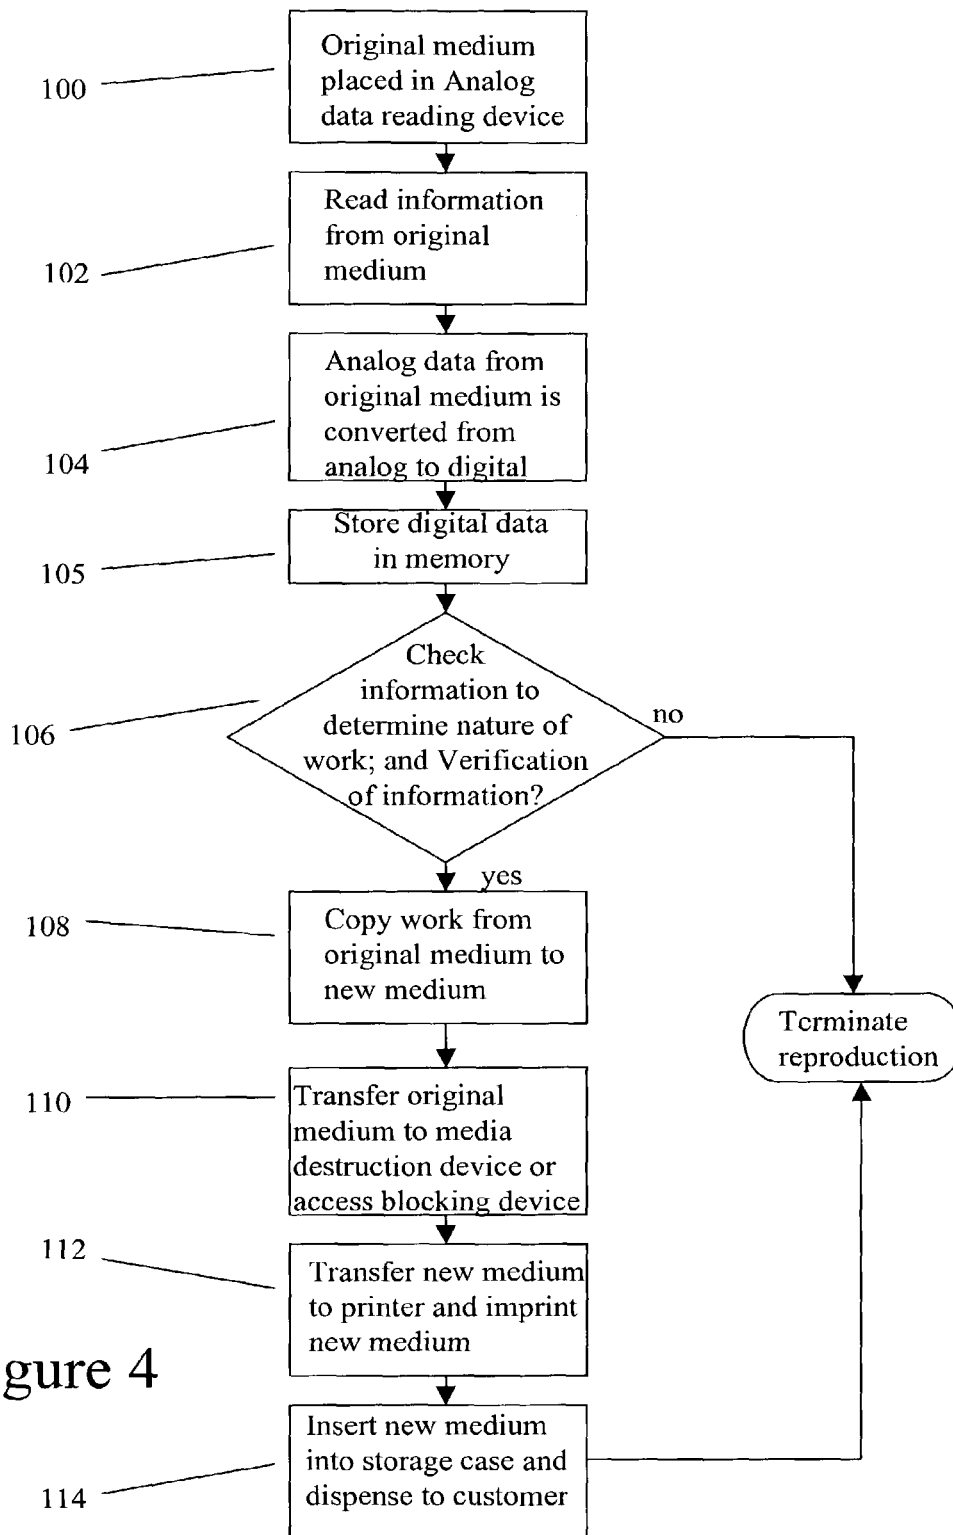 Original medium
placed in Analog
data reading device
100
Read information
from original
medium
102
Analog data from
original medium is
converted from
analog to digital
104
Store digital data
in memory
105
Check
information to
determine nature of
work; and Verification
of information?
106
no
yes
Copy work from
original medium to
new medium
108
Terminate
reproduction
Transfer original
medium to media
destruction device or
access blocking device
110
112
Transfer new medium
to printer and imprint
new medium
gure 4
Insert new medium
into storage case and
dispense to customer
114